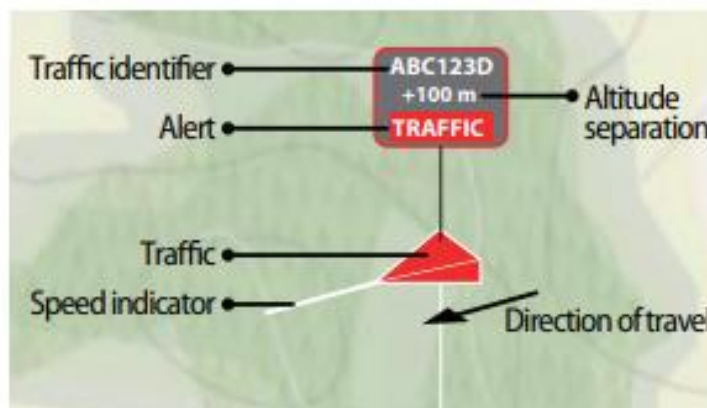 Traffic identifier
ABC123D
+100 m
Altitude
separation
Alert
TRAFFIC
Traffic
Speed indicator
Direction of travel